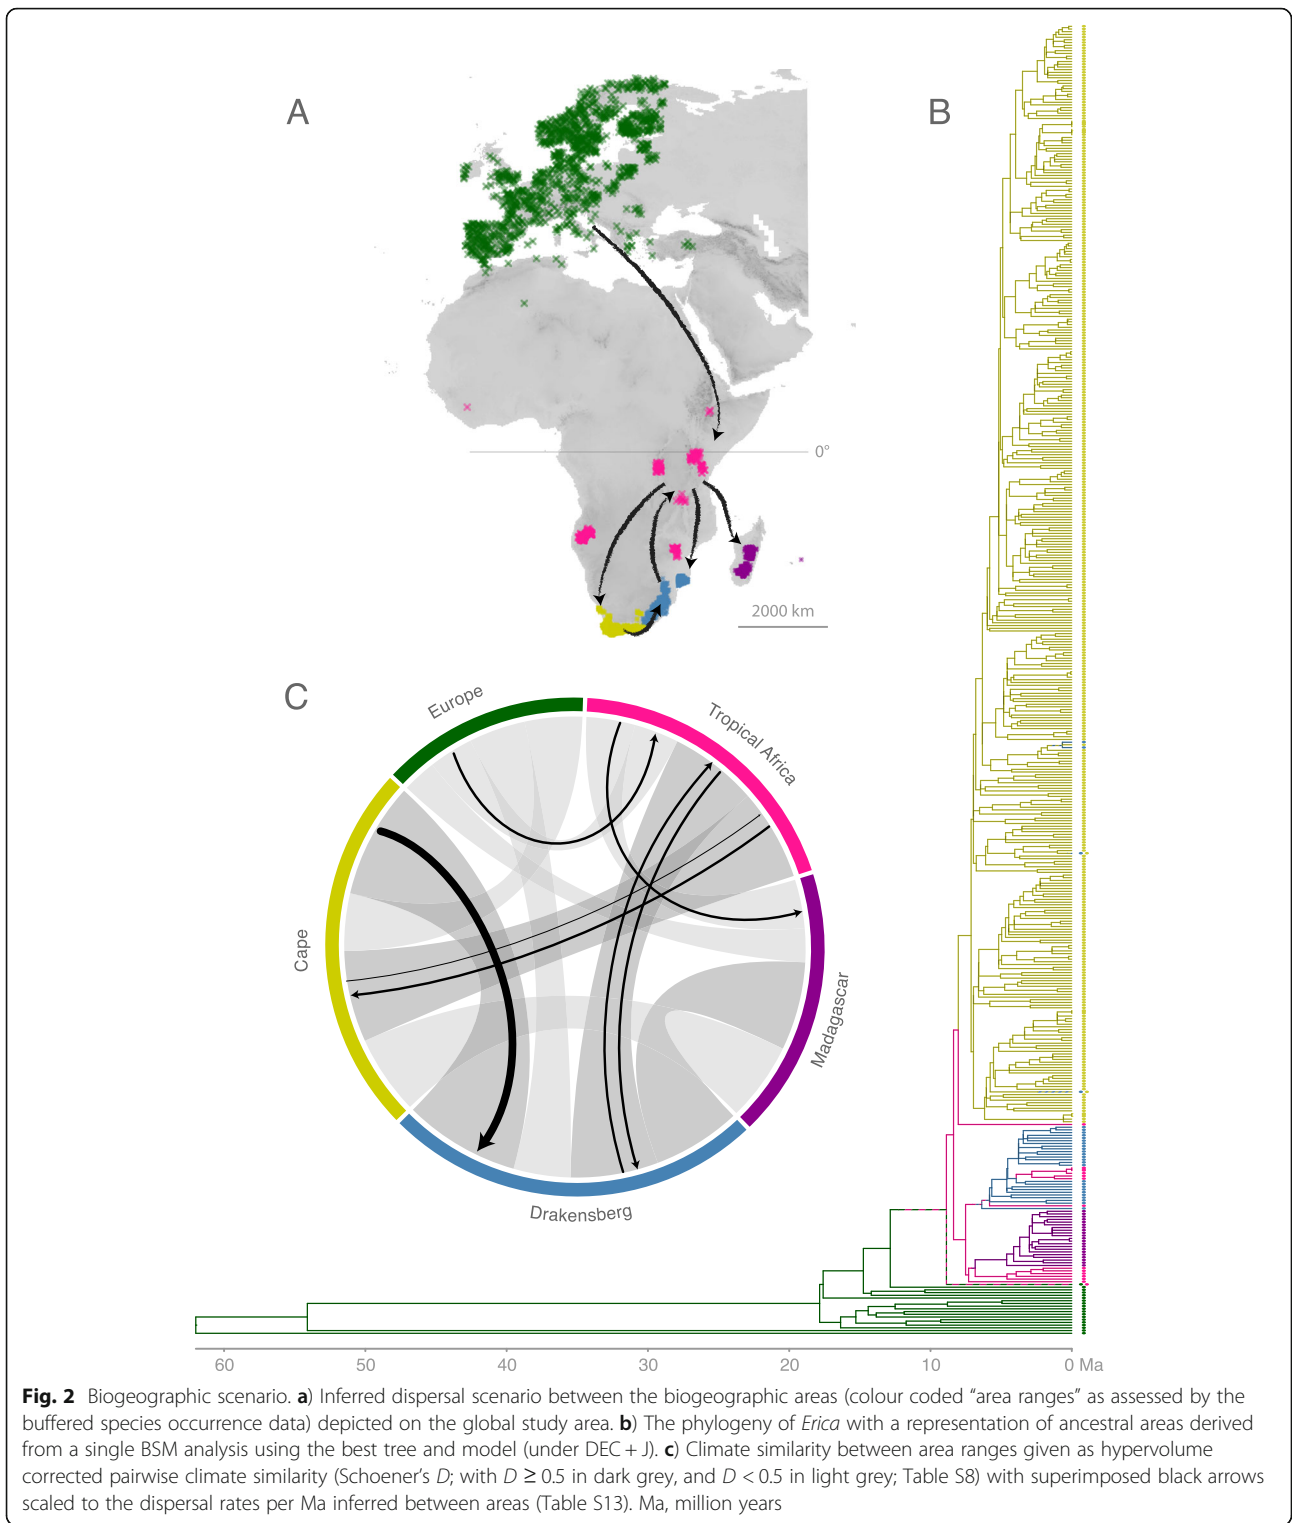 A
B
0°
2000 km
C
Europe
Tropical Africa
Cape
Madagascar
Drakensberg
60 50 40 30 20 10 0 Ma
Fig. 2 Biogeographic scenario. a) Inferred dispersal scenario between the biogeographic areas (colour coded “area ranges” as assessed by the
buffered species occurrence data) depicted on the global study area. b) The phylogeny of Erica with a representation of ancestral areas derived
from a single BSM analysis using the best tree and model (under DEC + J). c) Climate similarity between area ranges given as hypervolume
corrected pairwise climate similarity (Schoener’s D; with D ≥ 0.5 in dark grey, and D < 0.5 in light grey; Table S8) with superimposed black arrows
scaled to the dispersal rates per Ma inferred between areas (Table S13). Ma, million years